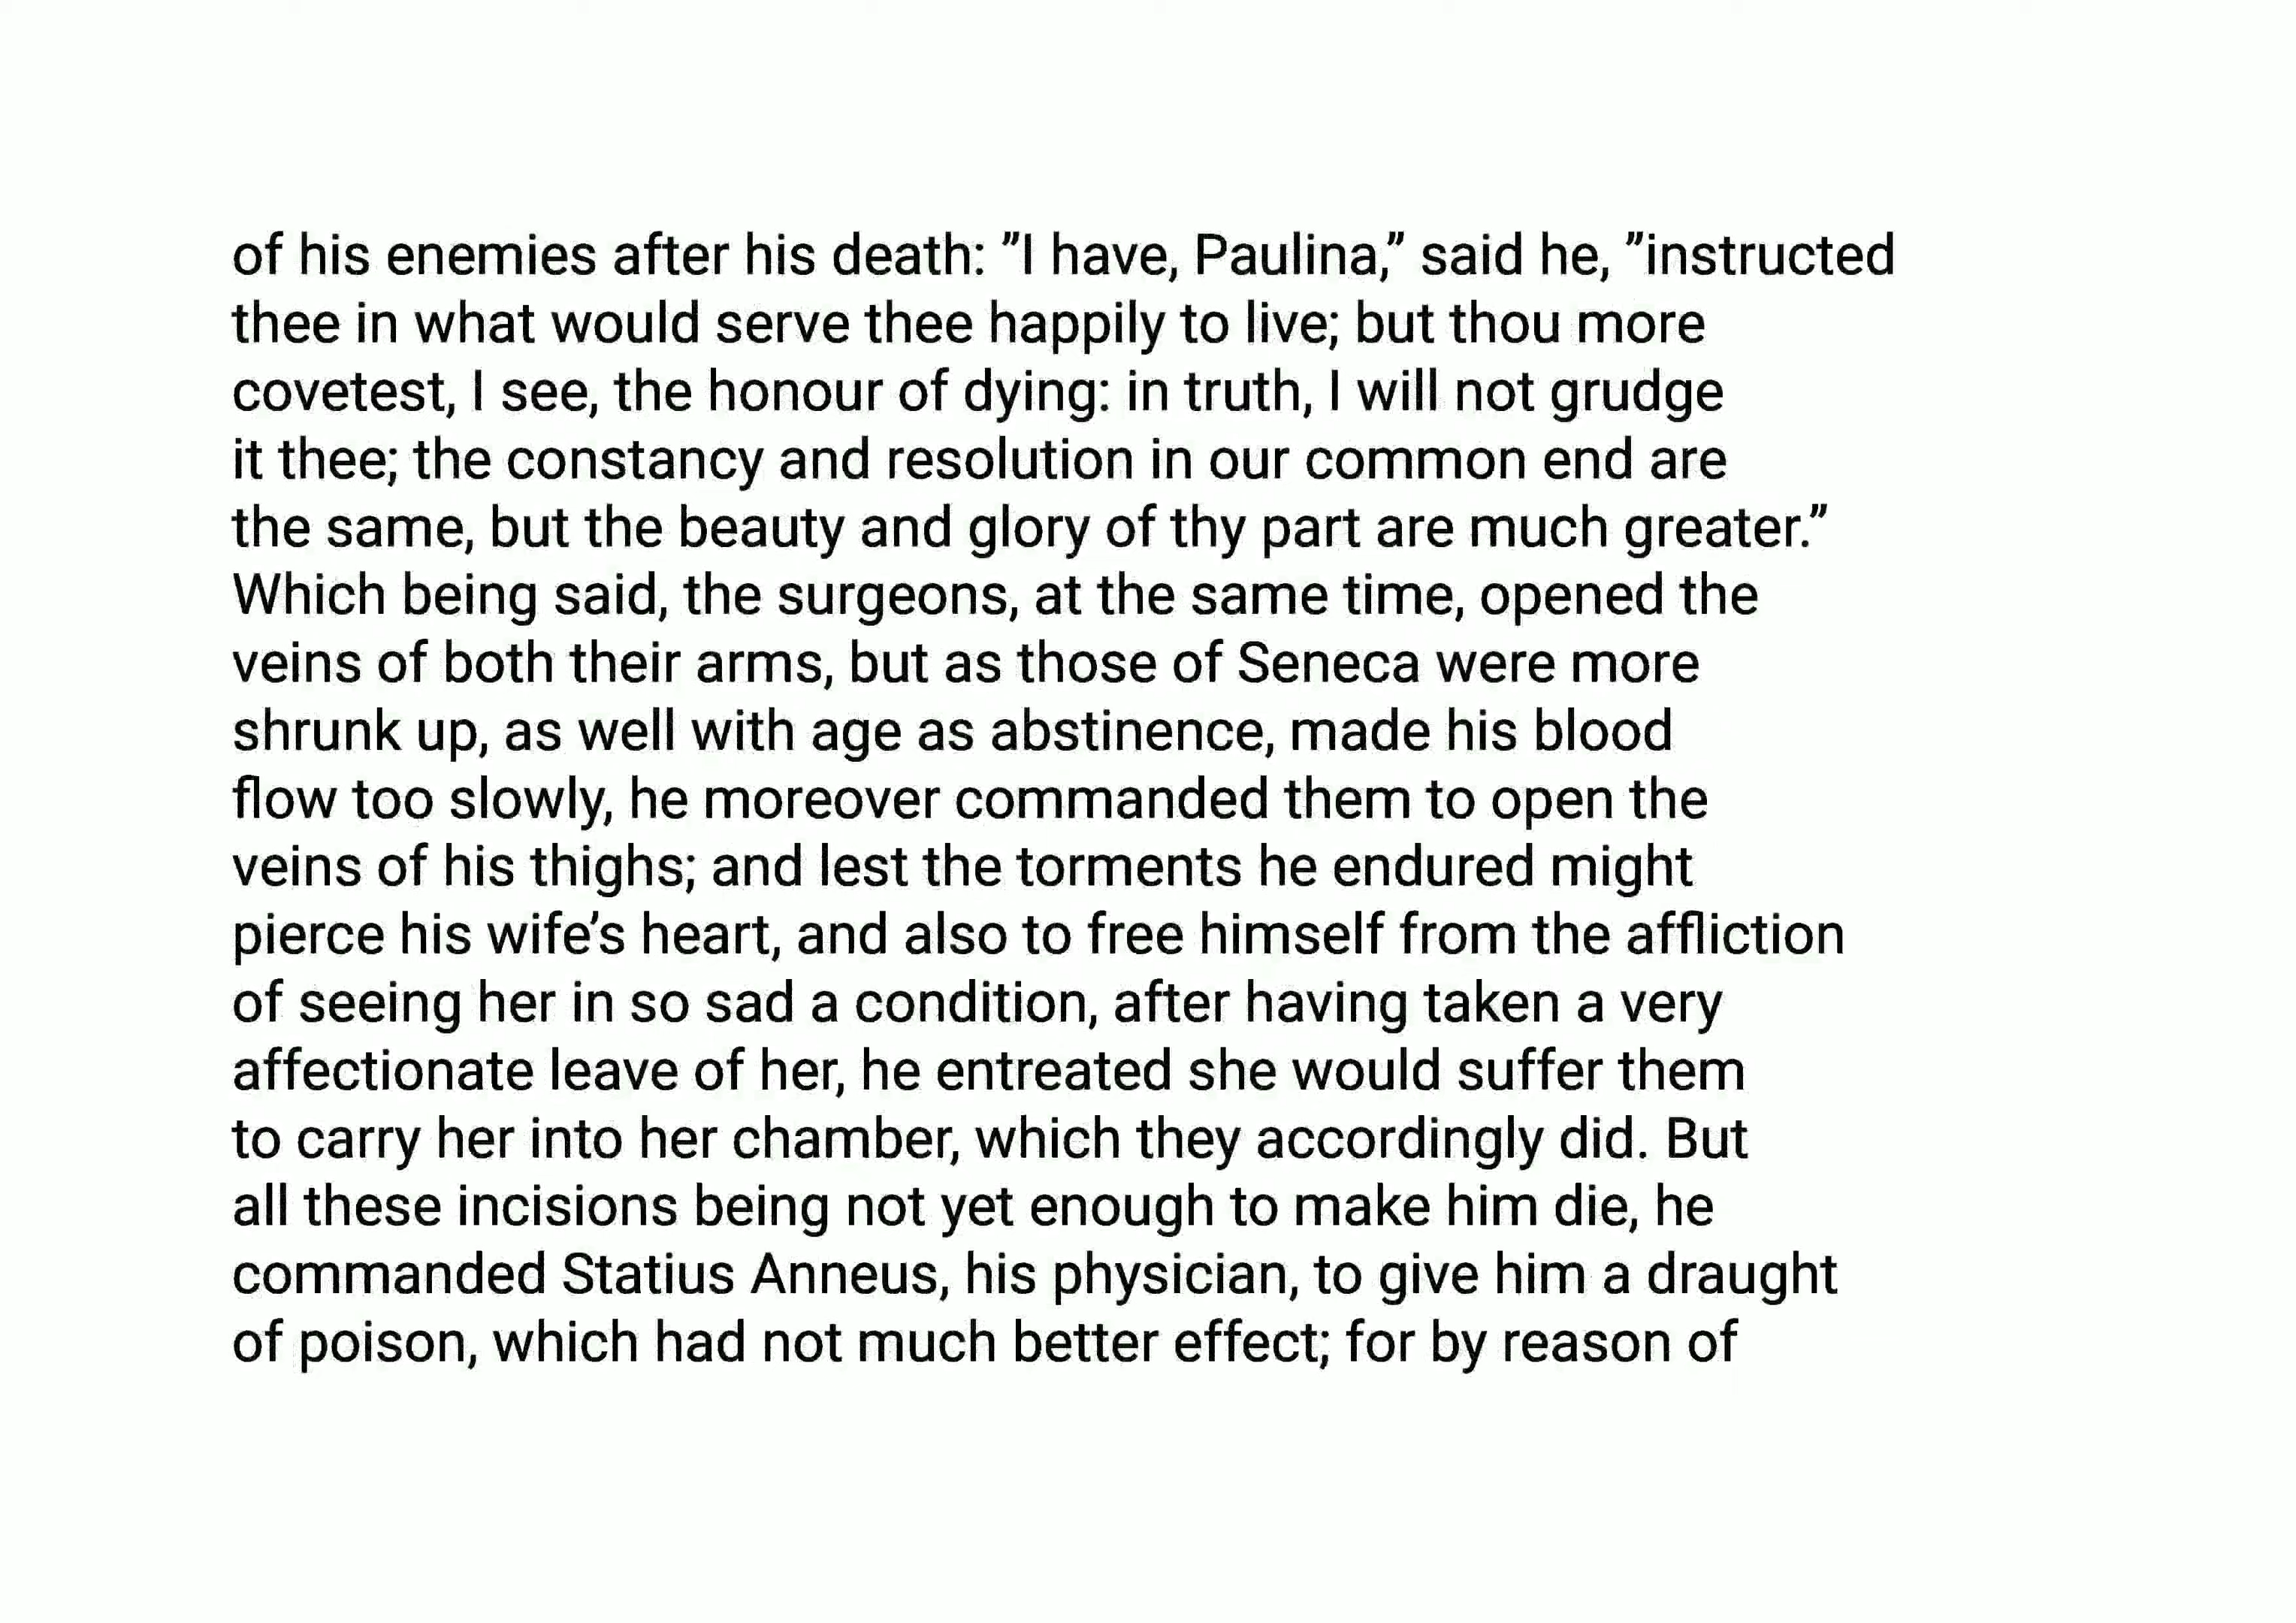 of his enemies after his death: ”I have, Paulina,” said he, ”instructed
thee in what would serve thee happily to live; but thou more
covetest, I see, the honour of dying: in truth, I will not grudge
it thee; the constancy and resolution in our common end are
the same, but the beauty and glory of thy part are much greater.”
Which being said, the surgeons, at the same time, opened the
veins of both their arms, but as those of Seneca were more
shrunk up, as well with age as abstinence, made his blood
flow too slowly, he moreover commanded them to open the
veins of his thighs; and lest the torments he endured might
pierce his wife’s heart, and also to free himself from the affliction
of seeing her in so sad a condition, after having taken a very
affectionate leave of her, he entreated she would suffer them
to carry her into her chamber, which they accordingly did. But
all these incisions being not yet enough to make him die, he
commanded Statius Anneus, his physician, to give him a draught
of poison, which had not much better effect; for by reason of